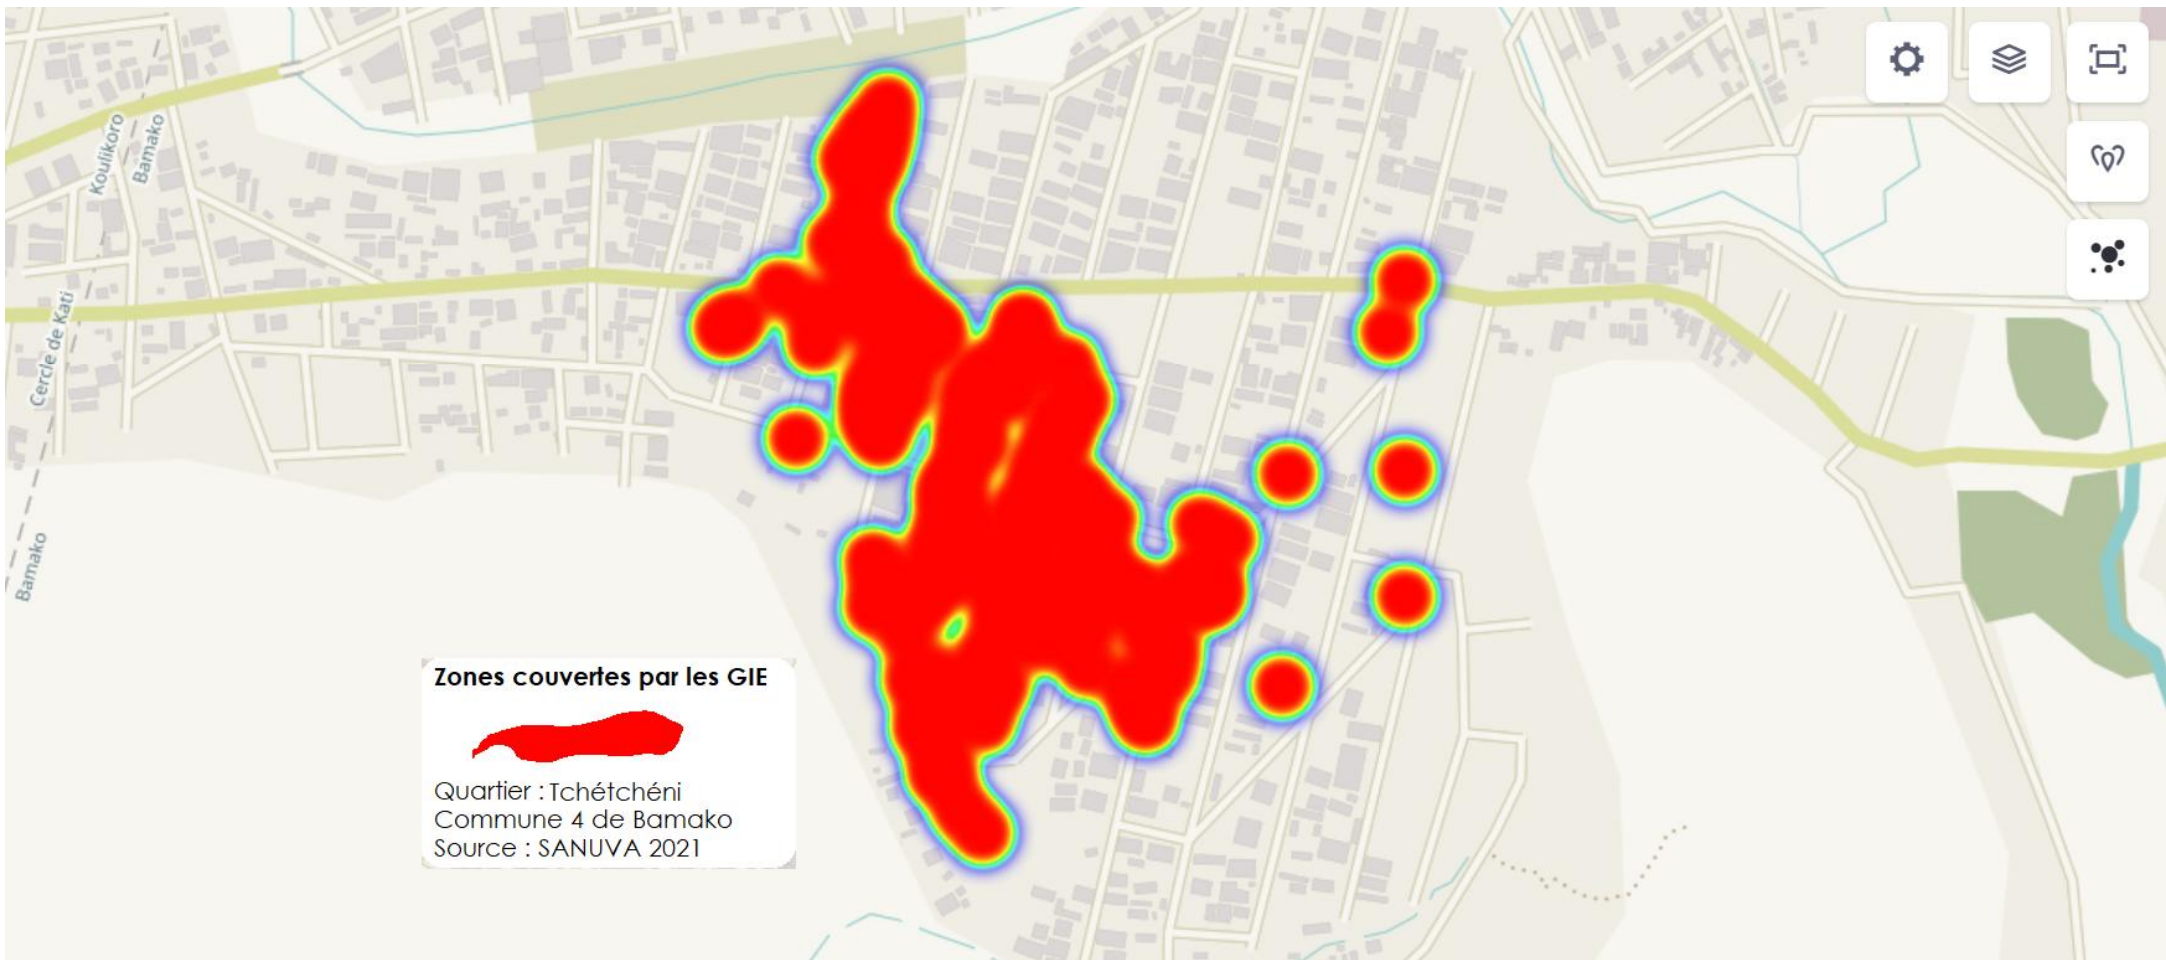 Koulikoro
Bamako
Cercle de Kati
Bamako
Zones couvertes par les GIE
Quartier : Tchétchéni
Commune 4 de Bamako
Source : SANUVA 2021